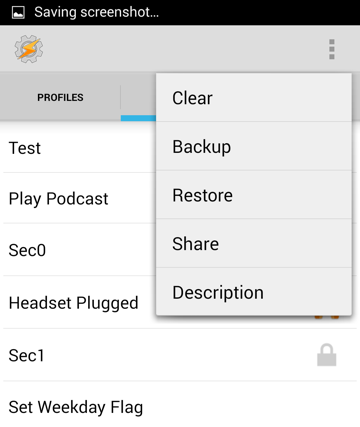 Saving screenshot...
PROFILES
Clear
Backup
Restore
Share
Description
Test
Play Podcast
Sec0
Headset Plugged
Sec1
Set Weekday Flag